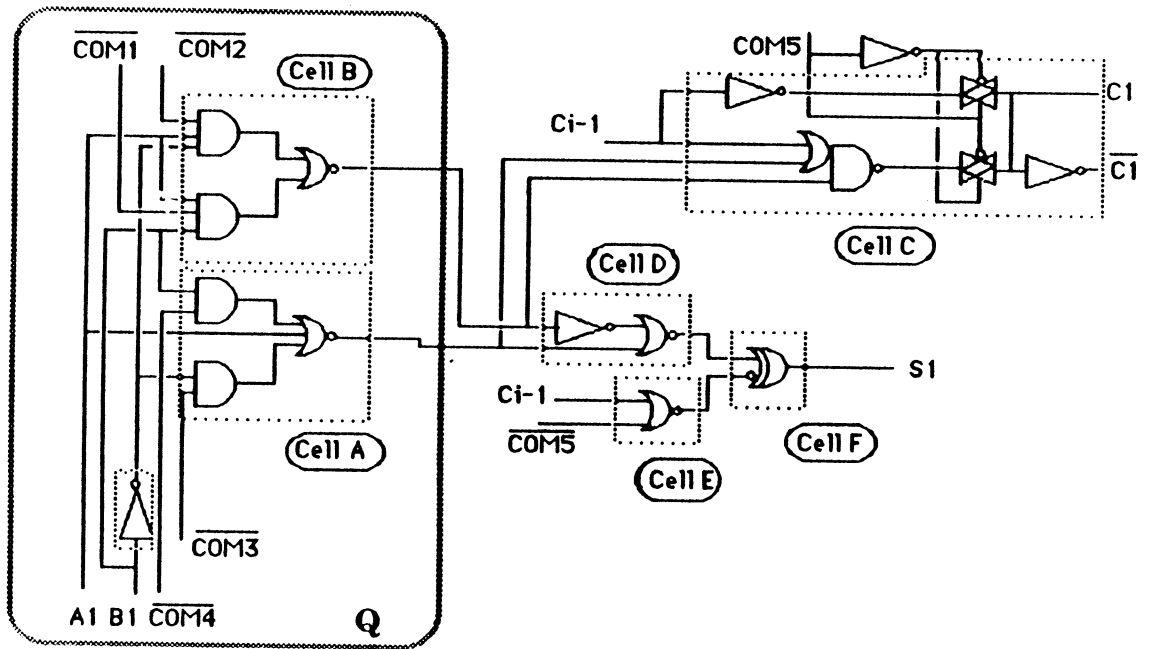 COM1 COM2
Cell B
COM5
Ci-1
C1
C1
Cell C
Cell D
Cell A
Ci-1
COM5
S1
Cell F
Cell E
COM3
A1 B1 COM4
Q